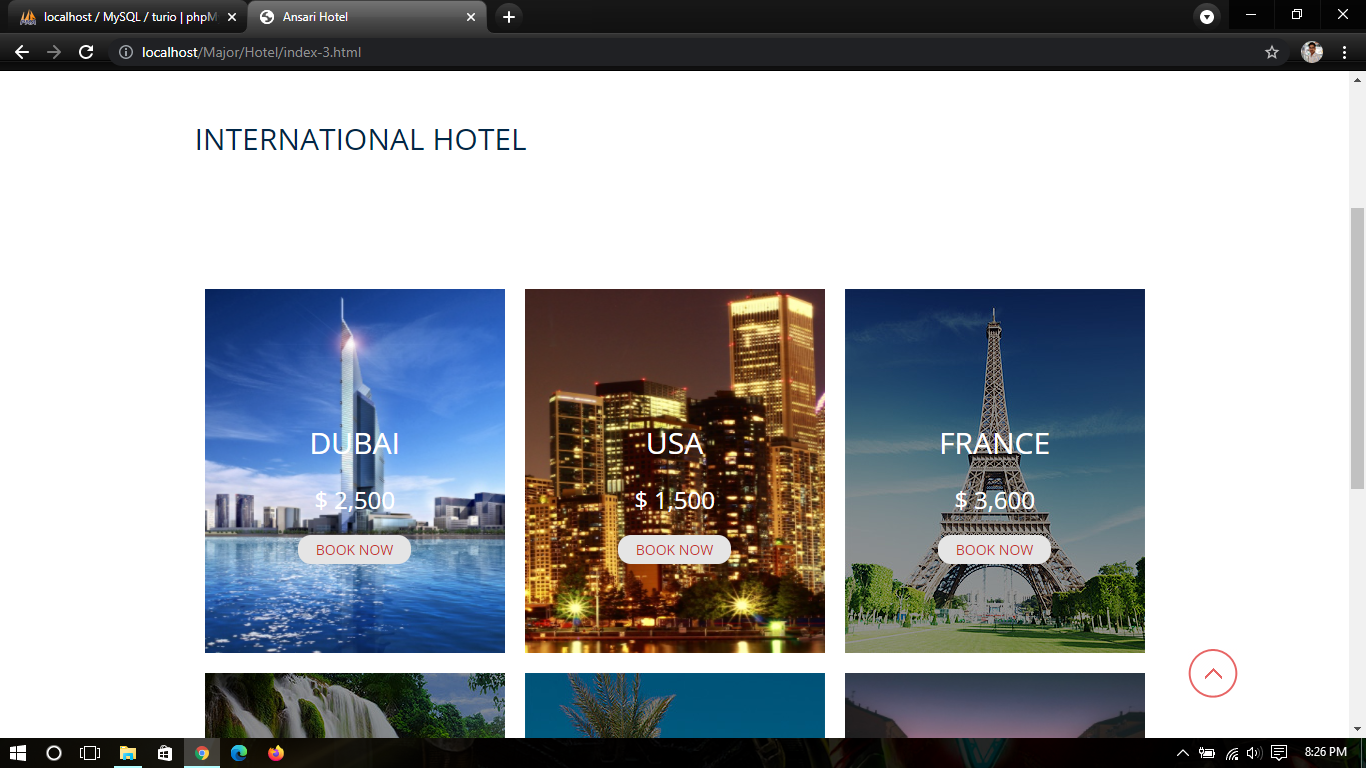 localhost / MySQL / turio | phpM
Ansari Hotel
localhost/Major/Hotel/index-3.html
INTERNATIONAL HOTEL
DUBAI
$ 2,500
BOOK NOW
USA
$ 1,500
BOOK NOW
FRANCE
$ 3,600
BOOK NOW
8:26 PM